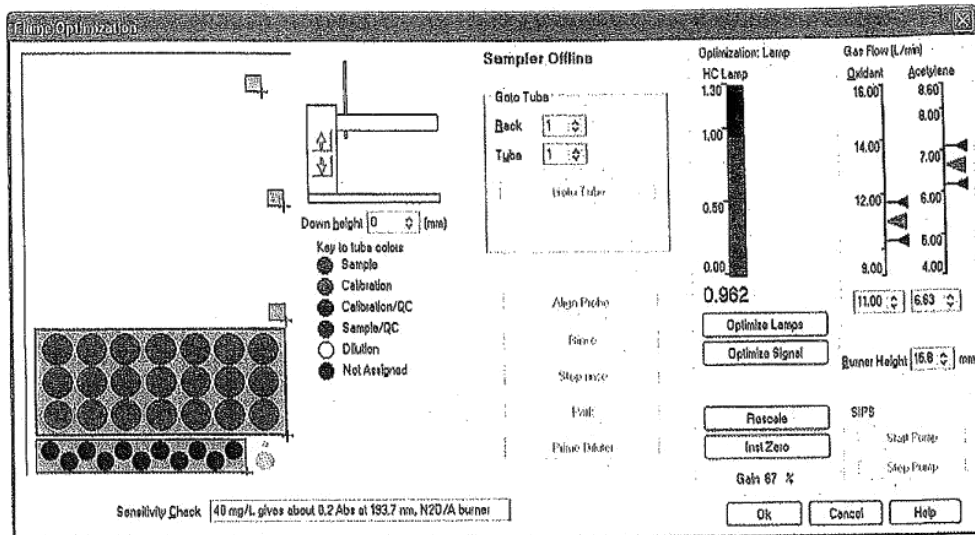 Flame Optimization
Sampler Offline
Goto Tube
Rack 1
Tube 1
Goto Tube
Down height 0 (mm)
Key to tube colors
Sample
Calibration
Calibration/QC
Sample/QC
Dilution
Not Assigned
Align Probe
Park
Prime Diluter
Optimization: Lamp
HC Lamp
1.30
1.00
0.50
0.00
0.962
Optimize Lamps
Optimize Signal
Rescale
Inst Zero
Gain 67 %
Gas Flow (L/min)
Oxidant
16.00
14.00
12.00
9.00
11.00
Acetylene
8.60
8.00
7.00
6.00
5.00
4.00
6.63
Burner Height 15.8 mm
SIPS
Start Pump
Stop Pump
Sensitivity Check 40 mg/L gives about 0.2 Abs at 193.7 nm, N2O/A burner
Ok
Cancel
Help